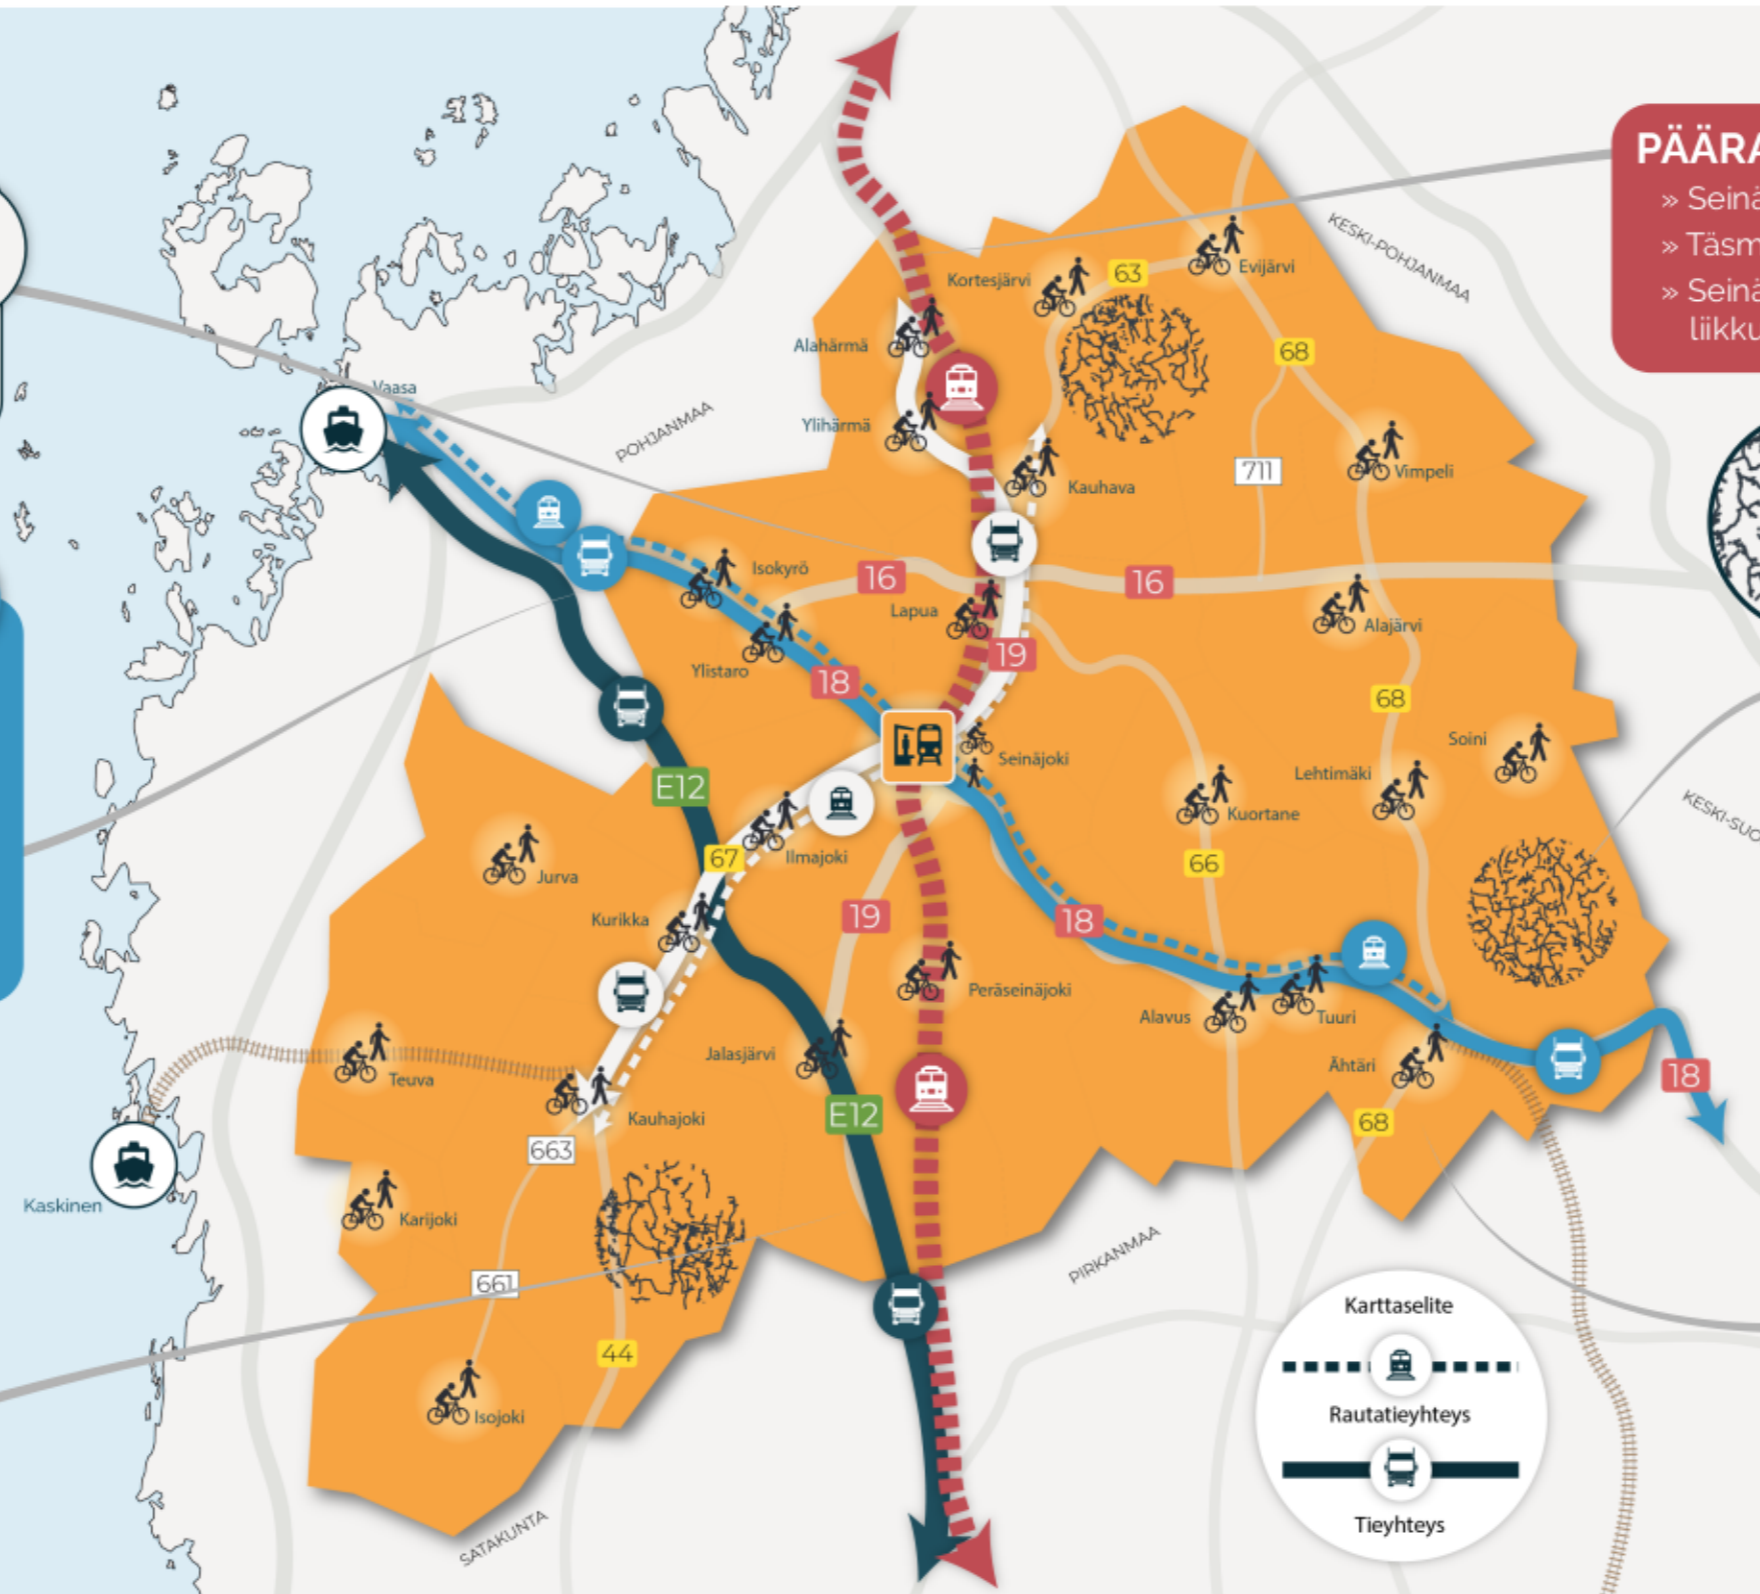 PÄÄRA
» Seinä
» Täsm
» Seinä
liikku
KESKI-POHJANMAA
Evijärvi
63
Kortesjärvi
Alahärmä
68
Vaasa
POHJANMAA
Ylihärmä
711
Vimpeli
Kauhava
Isokyrö
16
16
Lapua
Alajärvi
19
Ylistaro
18
68
Soini
Seinäjoki
Lehtimäki
E12
KESKI-SUO
Kuortane
67
Ilmajoki
66
Jurva
Kurikka
19
18
Peräseinäjoki
Alavus
Tuuri
Jalasjärvi
Ähtäri
18
Teuva
Kauhajoki
E12
68
663
Kaskinen
Karijoki
PIRKANMAA
661
44
Isojoki
SATAKUNTA
Karttaselite
Rautatieyhteys
Tieyhteys